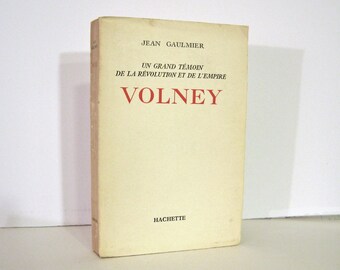 JEAN GAULMIER
UN GRAND TÉMOIN
DE LA RÉVOLUTION ET DE L'EMPIRE
VOLNEY
HACHETTE